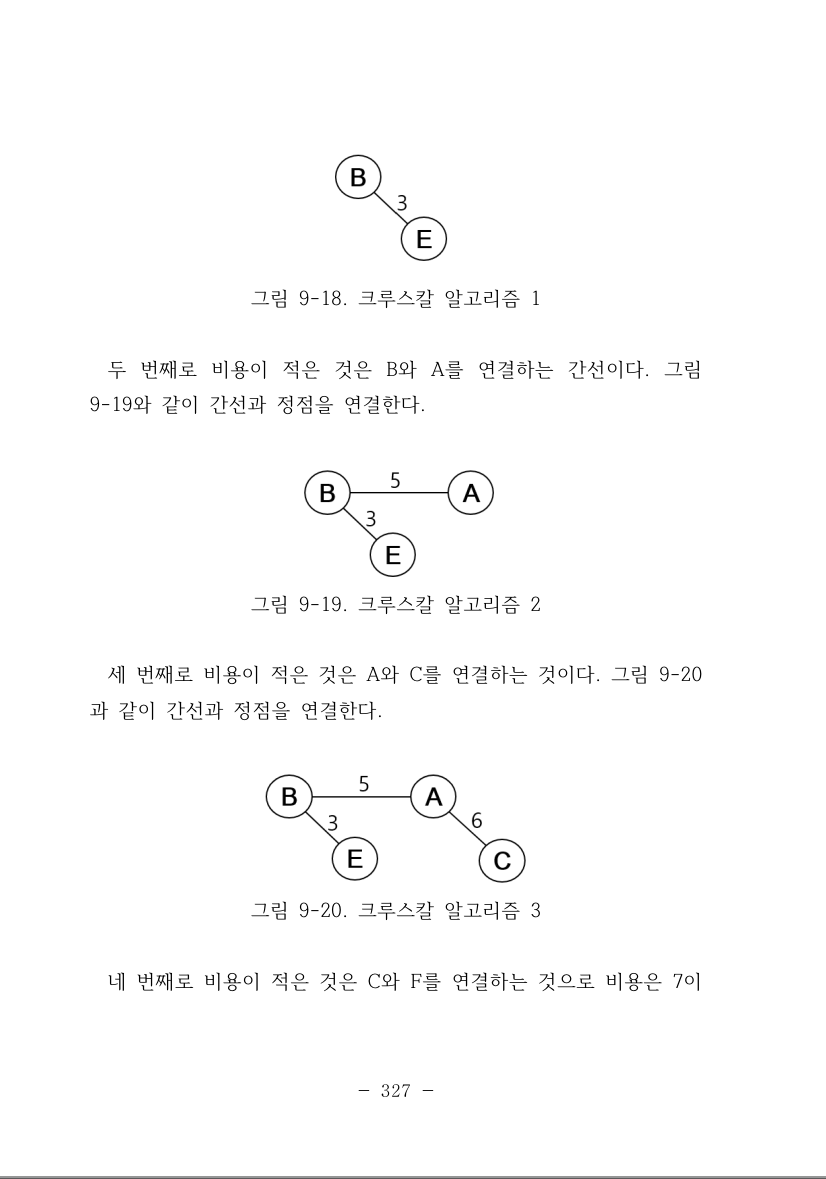 B
3
E
그림 9-18. 크루스칼 알고리즘 1
두 번째로 비용이 적은 것은 B와 A를 연결하는 간선이다. 그림
9-19와 같이 간선과 정점을 연결한다.
B 5 A
3
E
그림 9-19. 크루스칼 알고리즘 2
세 번째로 비용이 적은 것은 A와 C를 연결하는 것이다. 그림 9-20
과 같이 간선과 정점을 연결한다.
B 5 A
3 6
E C
그림 9-20. 크루스칼 알고리즘 3
네 번째로 비용이 적은 것은 C와 F를 연결하는 것으로 비용은 7이
- 327 -